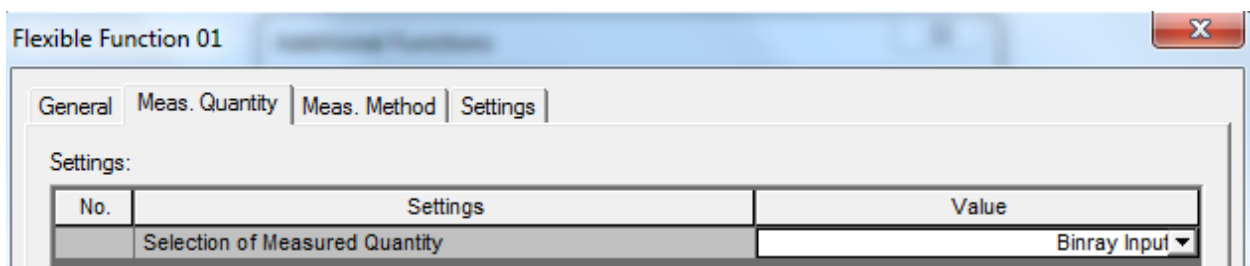 Flexible Function 01
General Meas. Quantity Meas. Method Settings
Settings:
No. Settings Value
Selection of Measured Quantity Binray Input